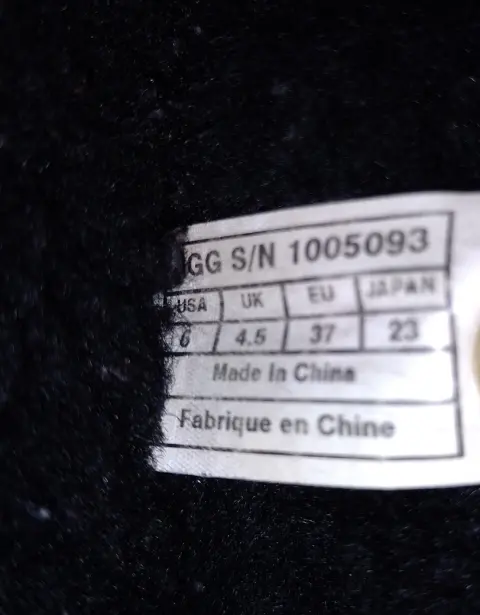 GG S/N 1005093
USA UK EU JAPAN
6 4.5 37 23
Made In China
Fabrique en Chine